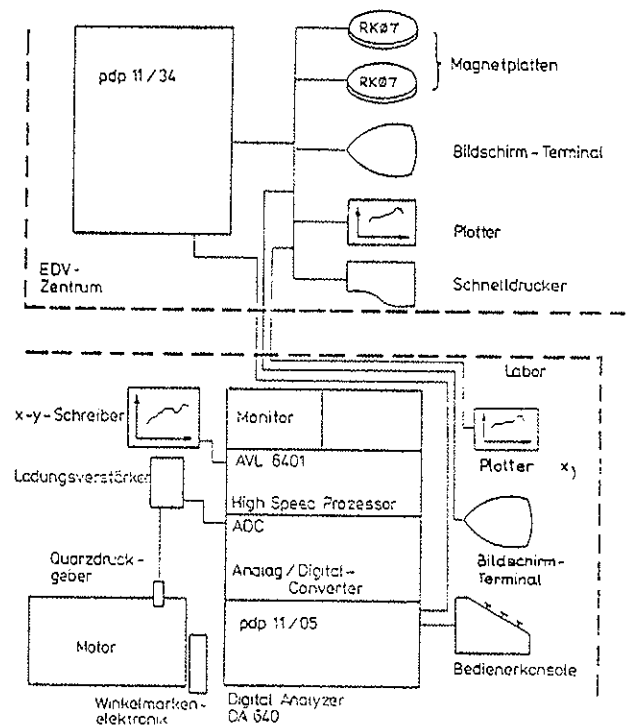 RKØ7
pdp 11/34
RKØ7
Magnetplatten
Bildschirm-Terminal
Plotter
EDV-
Zentrum
Schnelldrucker
Labor
x-y-Schreiber
Monitor
AVL 6401
High Speed Prozessor
Plotter x)
Ladungsverstärker
ADC
Analog/Digital-
Converter
Bildschirm-
Terminal
Quarzdruck-
geber
pdp 11/05
Motor
Bedienerkonsole
Winkelmarken-
elektronik
Digital Analyzer
DA 640